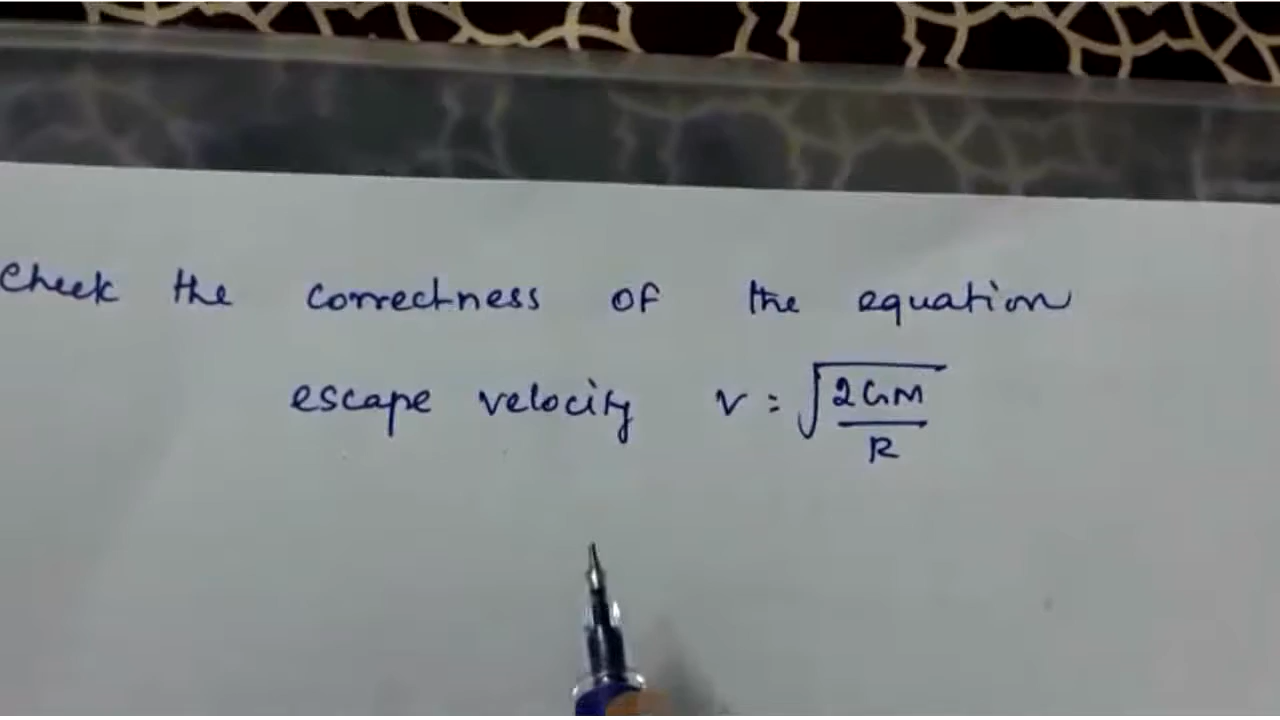 Check the correctness of the equation
escape velocity v = √(2GM/R)